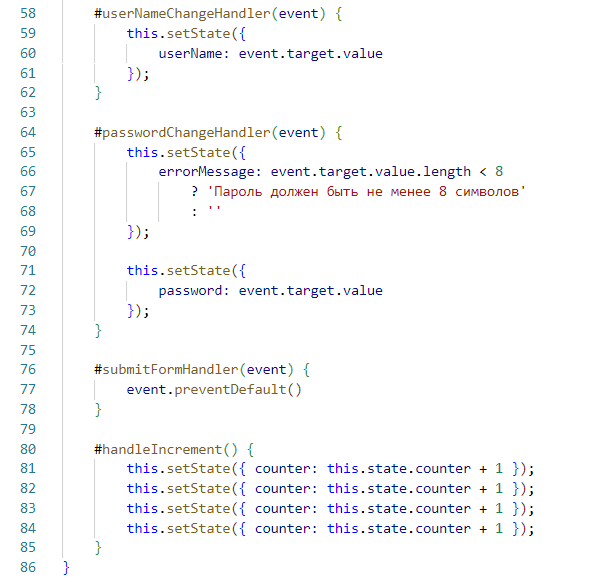 58 #userNameChangeHandler(event) {
59 this.setState({
60 userName: event.target.value
61 });
62 }
63
64 #passwordChangeHandler(event) {
65 this.setState({
66 errorMessage: event.target.value.length < 8
67 ? 'Пароль должен быть не менее 8 символов'
68 : ''
69 });
70
71 this.setState({
72 password: event.target.value
73 });
74 }
75
76 #submitFormHandler(event) {
77 event.preventDefault()
78 }
79
80 #handleIncrement() {
81 this.setState({ counter: this.state.counter + 1 });
82 this.setState({ counter: this.state.counter + 1 });
83 this.setState({ counter: this.state.counter + 1 });
84 this.setState({ counter: this.state.counter + 1 });
85 }
86 }